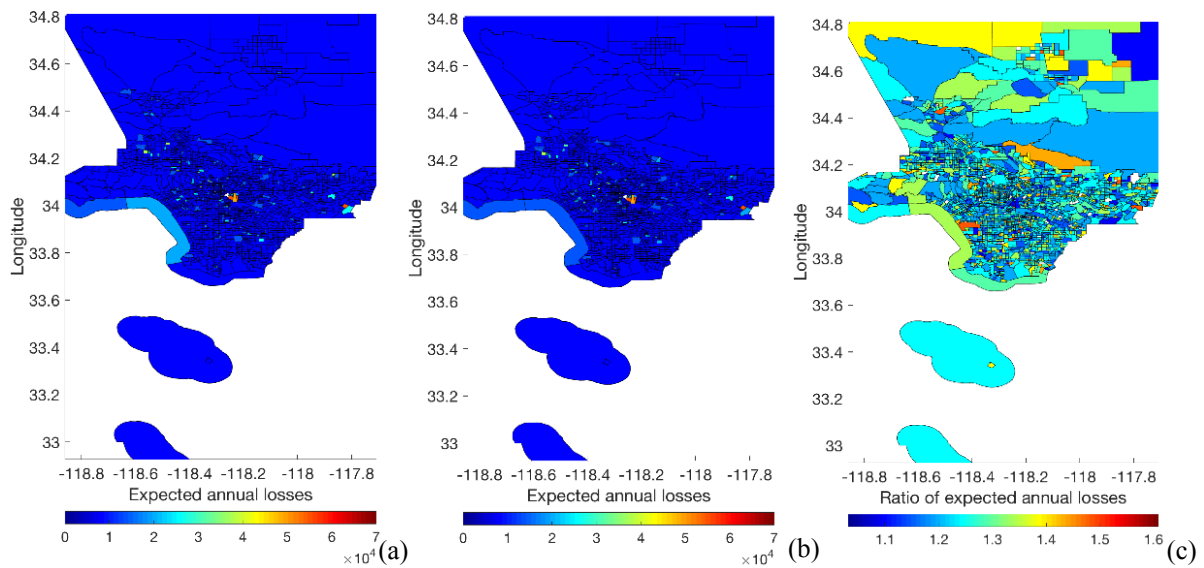 34.8
34.6
34.4
34.2
34
33.8
33.6
33.4
33.2
33
Longitude
-118.8 -118.6 -118.4 -118.2 -118 -117.8
Expected annual losses
0 1 2 3 4 5 6 7
×10⁴
(a)
34.8
34.6
34.4
34.2
34
33.8
33.6
33.4
33.2
33
Longitude
-118.8 -118.6 -118.4 -118.2 -118 -117.8
Expected annual losses
0 1 2 3 4 5 6 7
×10⁴
(b)
34.8
34.6
34.4
34.2
34
33.8
33.6
33.4
33.2
33
Longitude
-118.8 -118.6 -118.4 -118.2 -118 -117.8
Ratio of expected annual losses
1.1 1.2 1.3 1.4 1.5 1.6
(c)